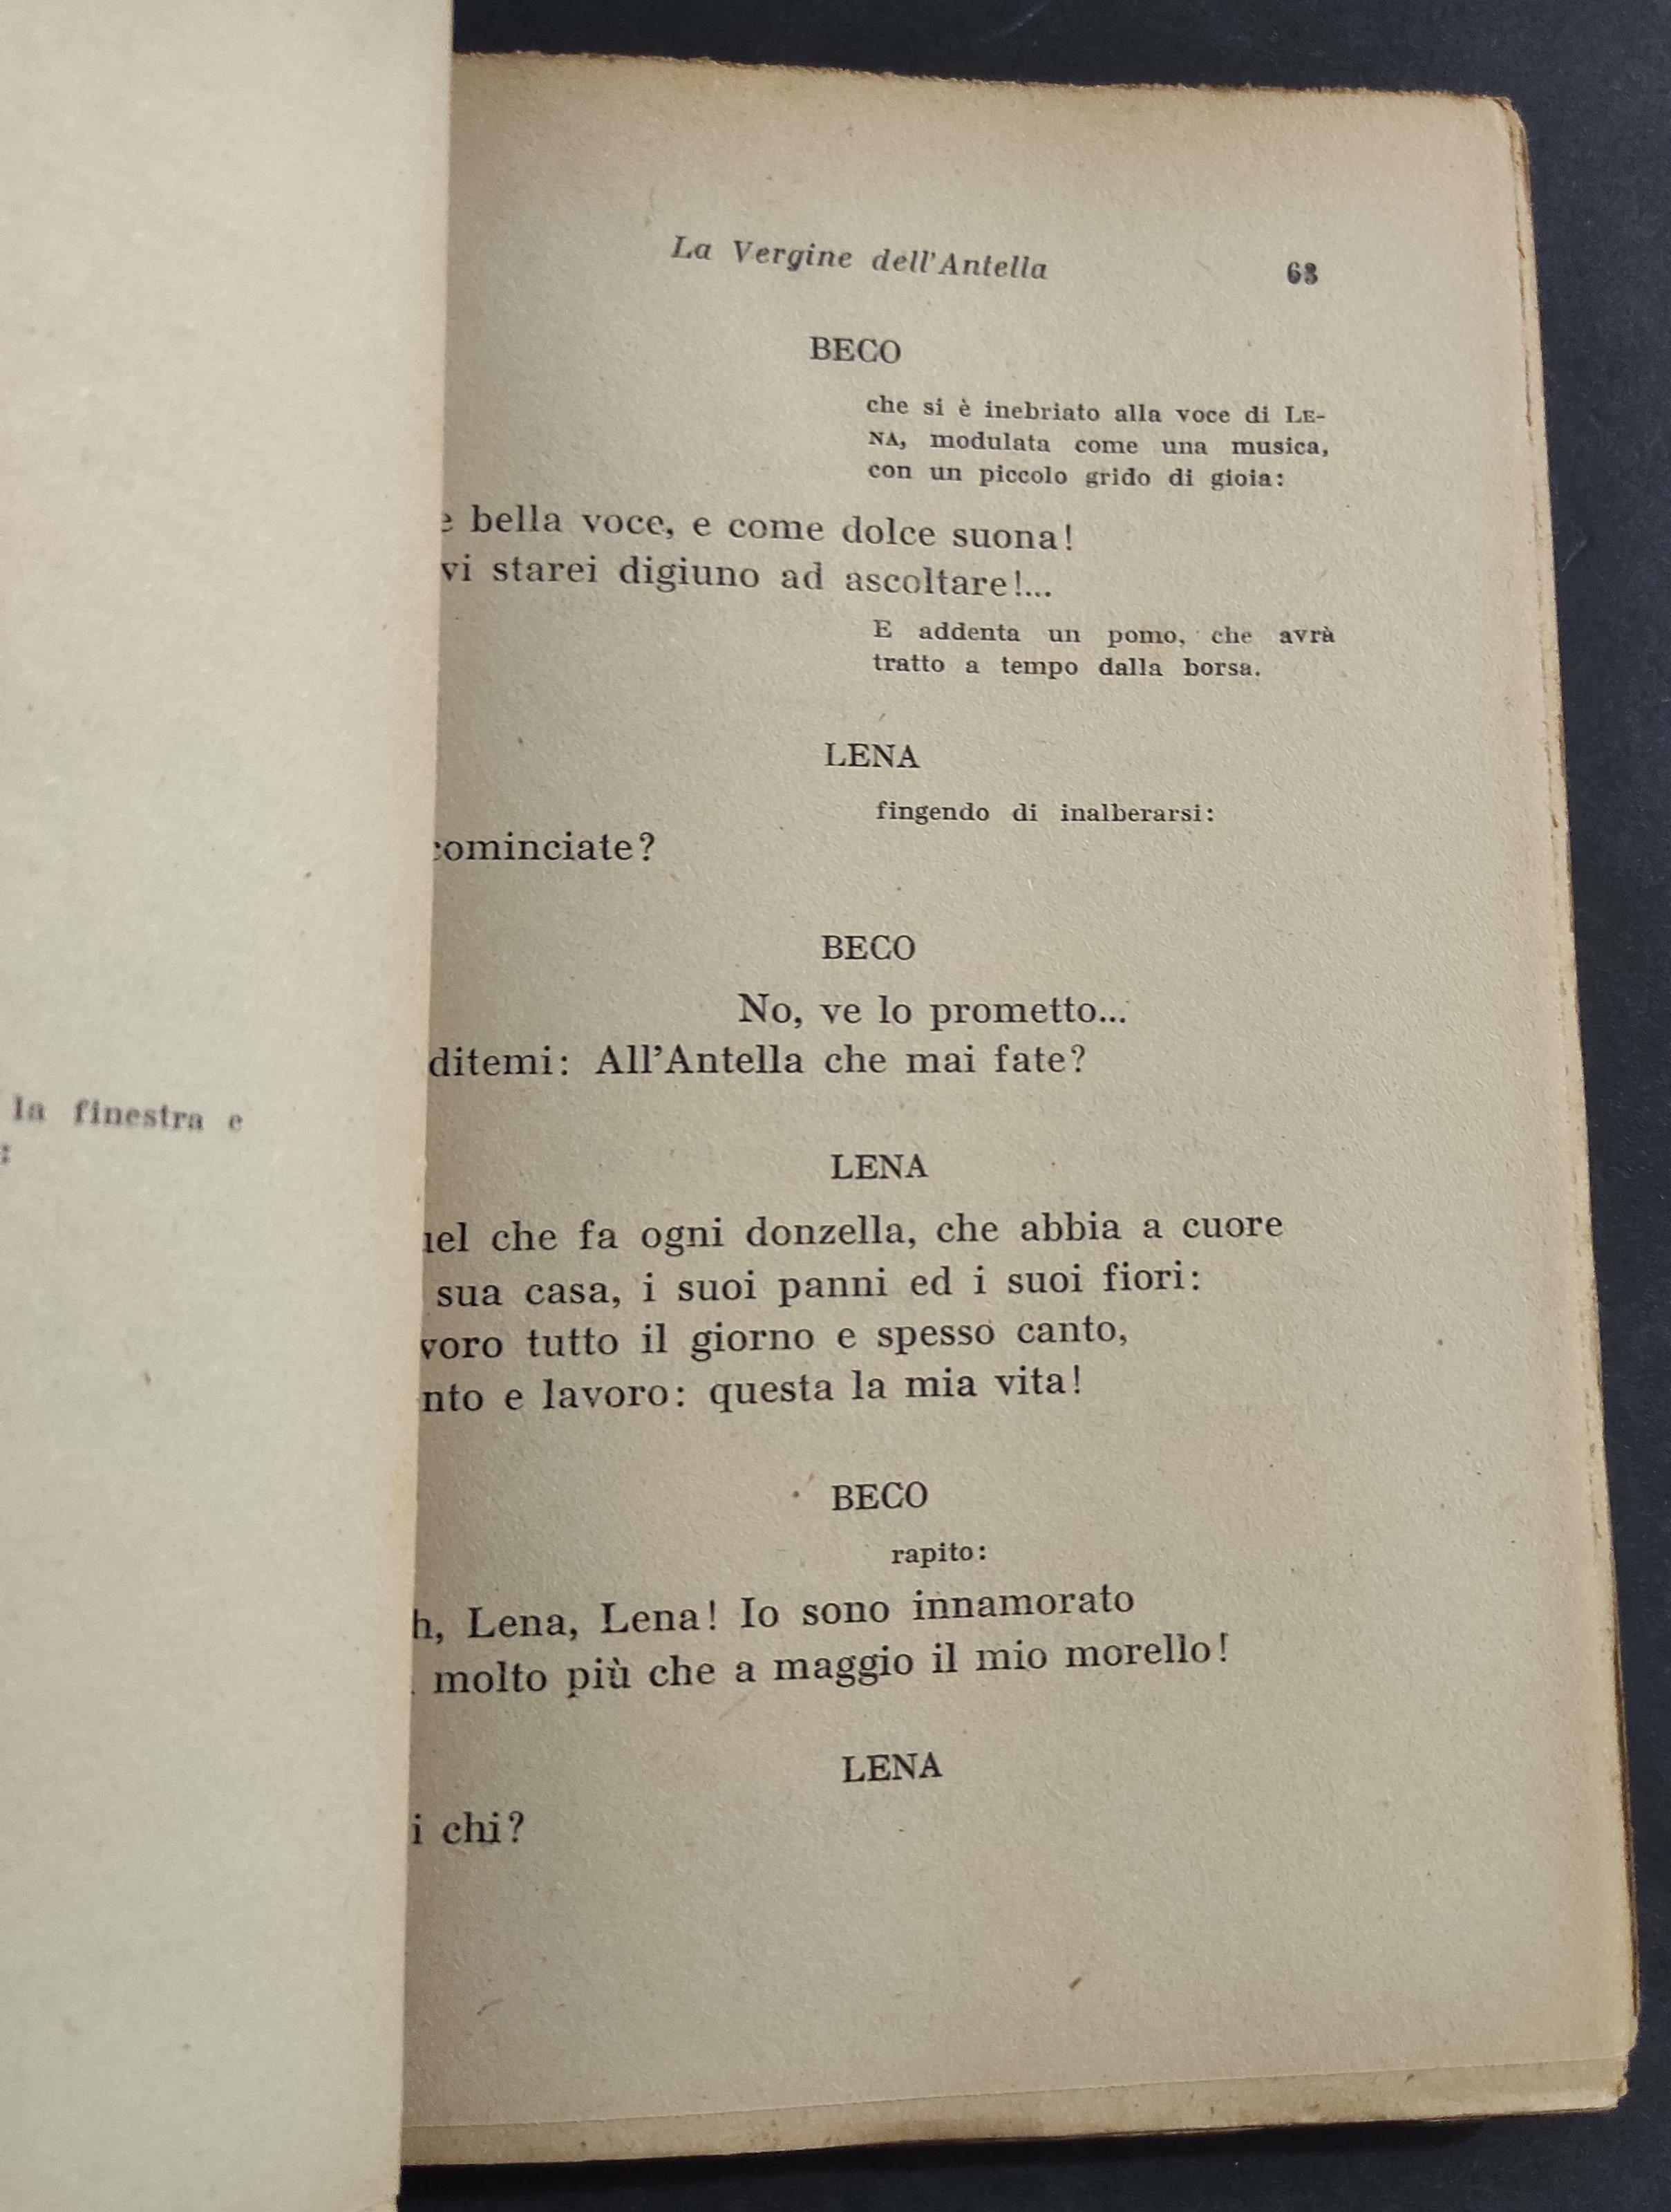 la finestra e
:
La Vergine dell'Antella 63
BECO
che si è inebriato alla voce di LE-
NA, modulata come una musica,
con un piccolo grido di gioia:
bella voce, e come dolce suona!
vi starei digiuno ad ascoltare!...
E addenta un pomo, che avrà
tratto a tempo dalla borsa.
LENA
fingendo di inalberarsi:
cominciate?
BECO
No, ve lo prometto...
ditemi: All'Antella che mai fate?
LENA
uel che fa ogni donzella, che abbia a cuore
sua casa, i suoi panni ed i suoi fiori:
voro tutto il giorno e spesso canto,
nto e lavoro: questa la mia vita!
BECO
rapito:
h, Lena, Lena! Io sono innamorato
molto più che a maggio il mio morello!
LENA
i chi?